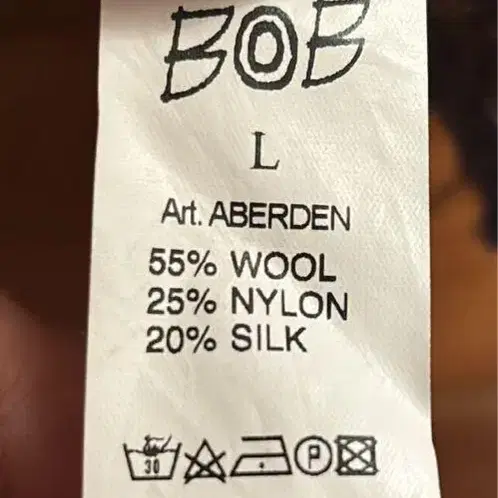 BOB
L
Art. ABERDEN
55% WOOL
25% NYLON
20% SILK
30 P